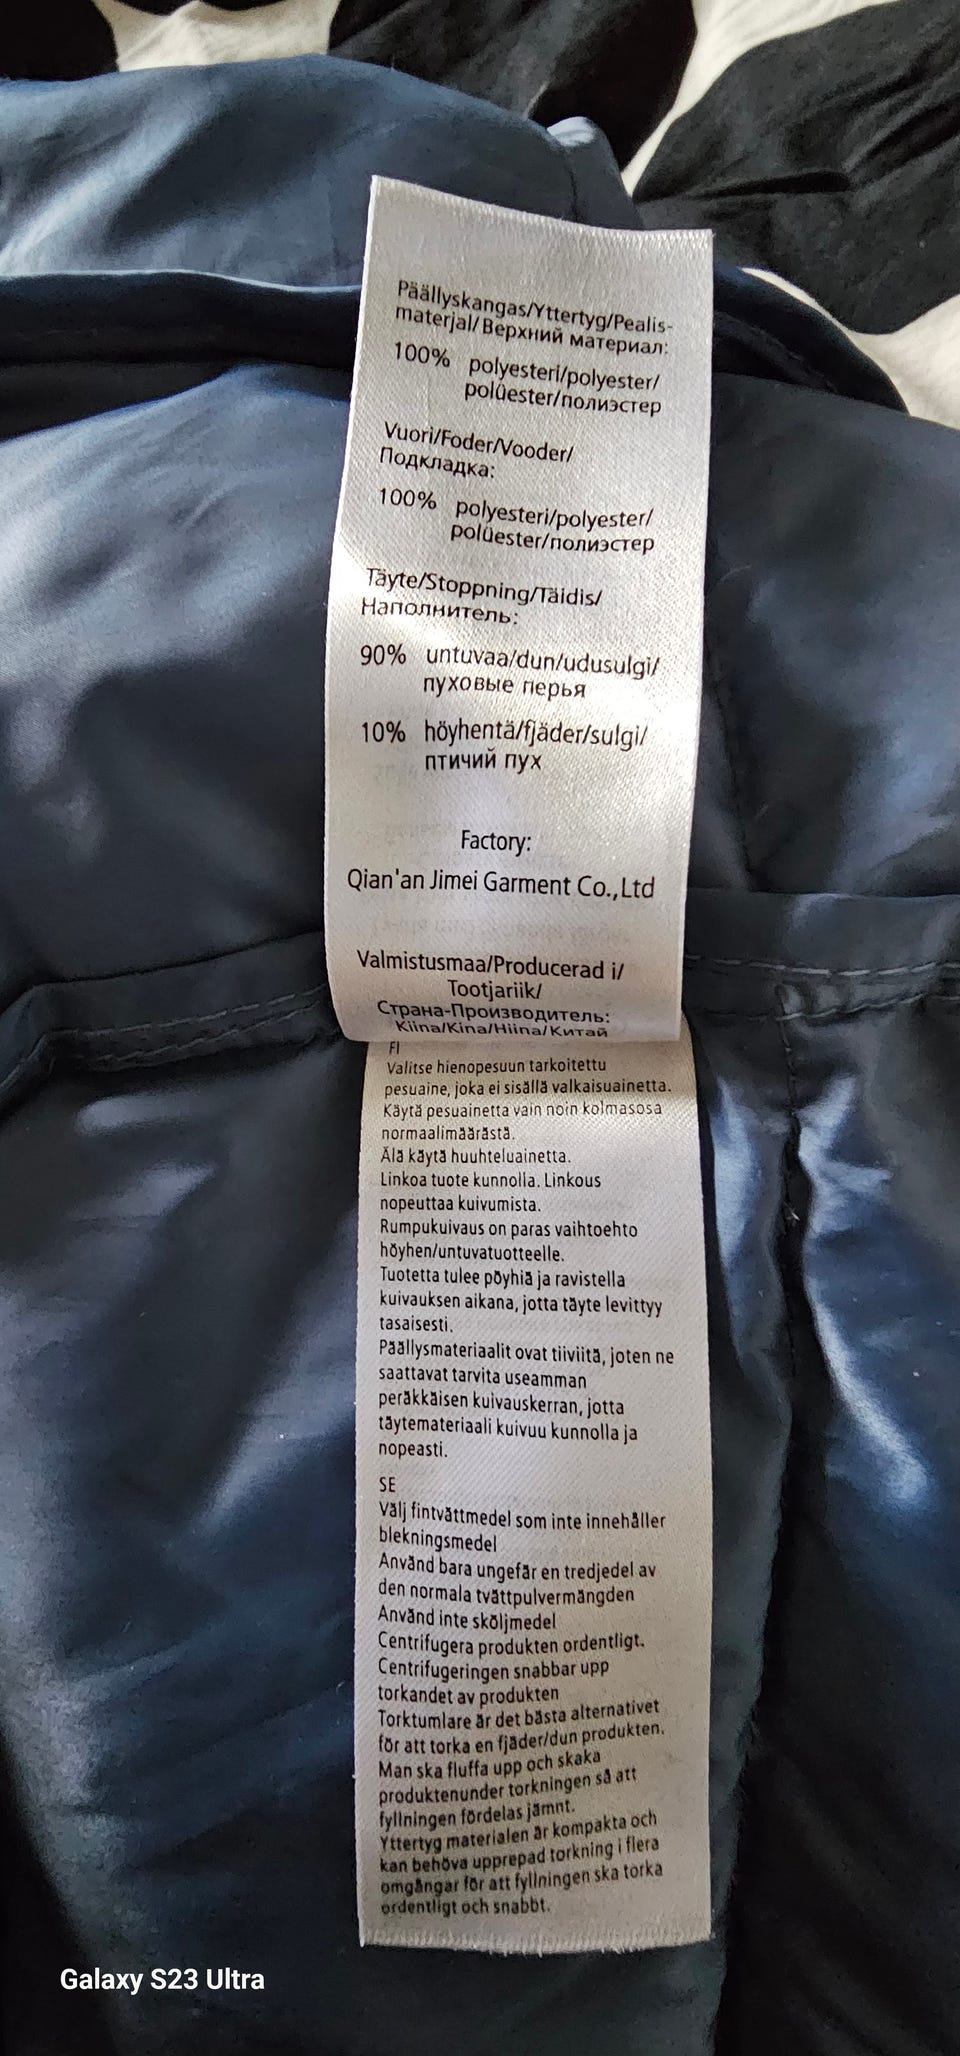 Päällyskangas/Yttertyg/Pealis-
materjal/Верхний материал:
100% polyesteri/polyester/
polüester/полиэстер
Vuori/Foder/Vooder/
Подкладка:
100% polyesteri/polyester/
polüester/полиэстер
Täyte/Stoppning/Täidis/
Наполнитель:
90% untuvaa/dun/udusulgi/
пуховые перья
10% höyhentä/fjäder/sulgi/
птичий пух
Factory:
Qian'an Jimei Garment Co.,Ltd
Valmistusmaa/Producerad i/
Tootjariik/
Страна-Производитель:
Kiina/Kina/Hiina/Китай
FI
Valitse hienopesuun tarkoitettu
pesuaine, joka ei sisällä valkaisuainetta.
Käytä pesuainetta vain noin kolmasosa
normaalimäärästä.
Älä käytä huuhteluainetta.
Linkoa tuote kunnolla. Linkous
nopeuttaa kuivumista.
Rumpukuivaus on paras vaihtoehto
höyhen/untuvatuotteelle.
Tuotetta tulee pöyhiä ja ravistella
kuivauksen aikana, jotta täyte levittyy
tasaisesti.
Päällysmateriaalit ovat tiiviitä, joten ne
saattavat tarvita useamman
peräkkäisen kuivauskerran, jotta
täytemateriaali kuivuu kunnolla ja
nopeasti.
SE
Välj fintvättmedel som inte innehåller
blekningsmedel
Använd bara ungefär en tredjedel av
den normala tvättpulvermängden
Använd inte sköljmedel
Centrifugera produkten ordentligt.
Centrifugeringen snabbar upp
torkandet av produkten
Torktumlare är det bästa alternativet
för att torka en fjäder/dun produkten.
Man ska fluffa upp och skaka
produktenunder torkningen så att
fyllningen fördelas jämnt.
Yttertyg materialen är kompakta och
kan behöva upprepad torkning i flera
omgångar för att fyllningen ska torka
ordentligt och snabbt.
Galaxy S23 Ultra